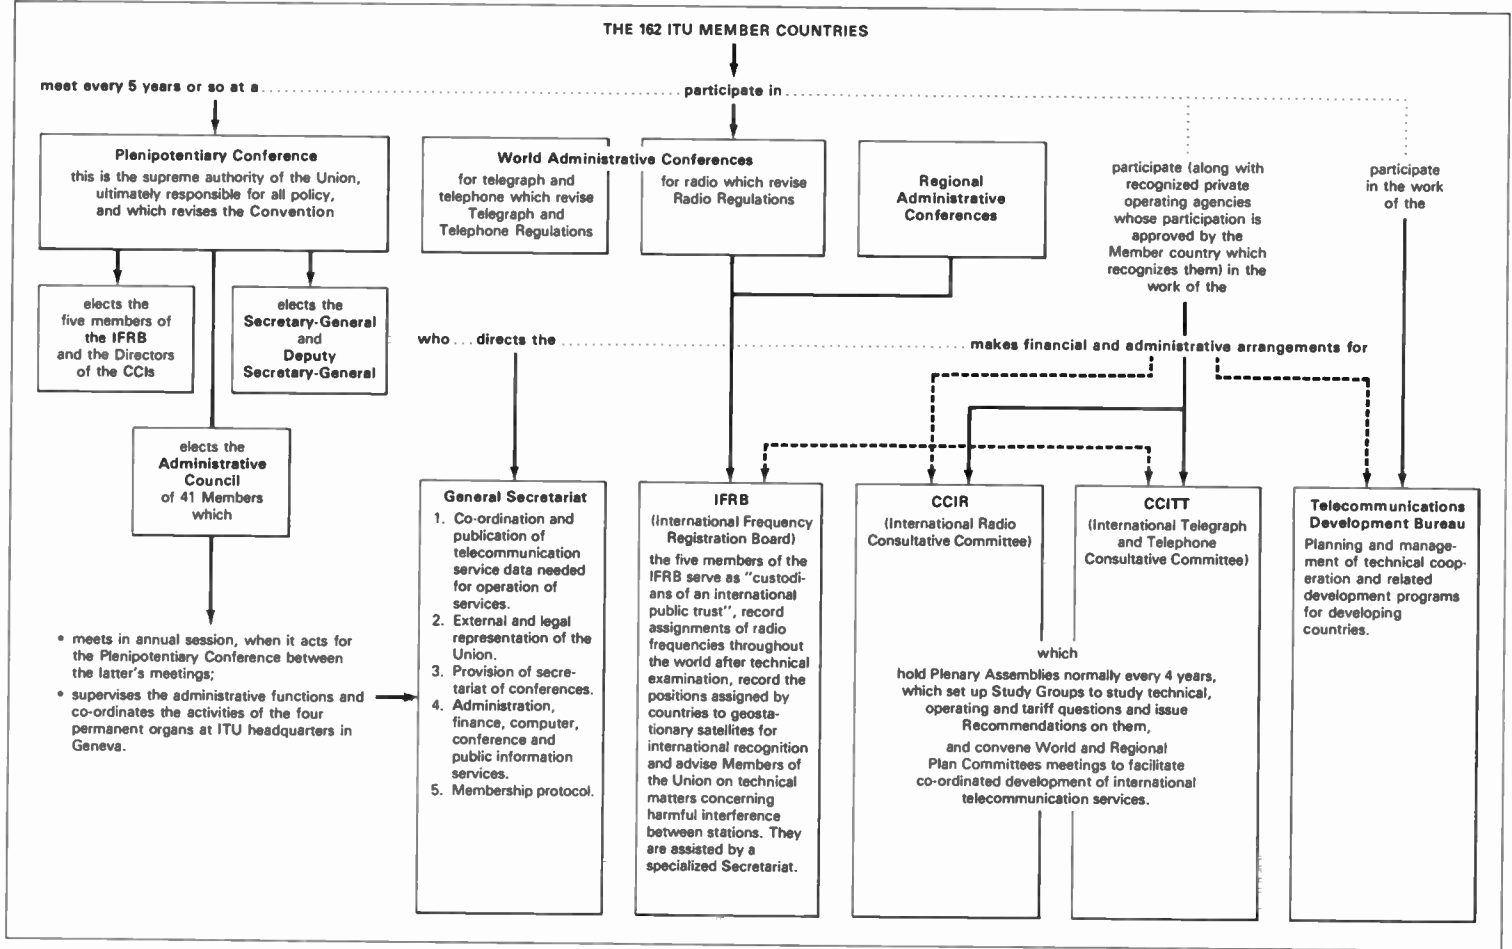 THE 162 ITU MEMBER COUNTRIES
meet every 5 years or so at a
participate in
Plenipotentiary Conference
this is the supreme authority of the Union,
ultimately responsible for all policy,
and which revises the Convention
World Administrative Conferences
for telegraph and
telephone which revise
Telegraph and
Telephone Regulations
for radio which revise
Radio Regulations
Regional
Administrative
Conferences
participate (along with
recognized private
operating agencies
whose participation is
approved by the
Member country which
recognizes them) in the
work of the
participate
in the work
of the
elects the
five members of
the IFRB
and the Directors
of the CCIs
elects the
Secretary-General
and
Deputy
Secretary-General
who ... directs the
makes financial and administrative arrangements for
elects the
Administrative
Council
of 41 Members
which
• meets in annual session, when it acts for
the Plenipotentiary Conference between
the latter's meetings;
• supervises the administrative functions and
co-ordinates the activities of the four
permanent organs at ITU headquarters in
Geneva.
General Secretariat
1. Co-ordination and
publication of
telecommunication
service data needed
for operation of
services.
2. External and legal
representation of the
Union.
3. Provision of secre-
tariat of conferences.
4. Administration,
finance, computer,
conference and
public information
services.
5. Membership protocol.
IFRB
(International Frequency
Registration Board)
the five members of the
IFRB serve as "custodi-
ans of an international
public trust", record
assignments of radio
frequencies throughout
the world after technical
examination, record the
positions assigned by
countries to geosta-
tionary satellites for
international recognition
and advise Members of
the Union on technical
matters concerning
harmful interference
between stations. They
are assisted by a
specialized Secretariat.
CCIR
(International Radio
Consultative Committee)
CCITT
(International Telegraph
and Telephone
Consultative Committee)
which
hold Plenary Assemblies normally every 4 years,
which set up Study Groups to study technical,
operating and tariff questions and issue
Recommendations on them,
and convene World and Regional
Plan Committees meetings to facilitate
co-ordinated development of international
telecommunication services.
Telecommunications
Development Bureau
Planning and manage-
ment of technical coop-
eration and related
development programs
for developing
countries.